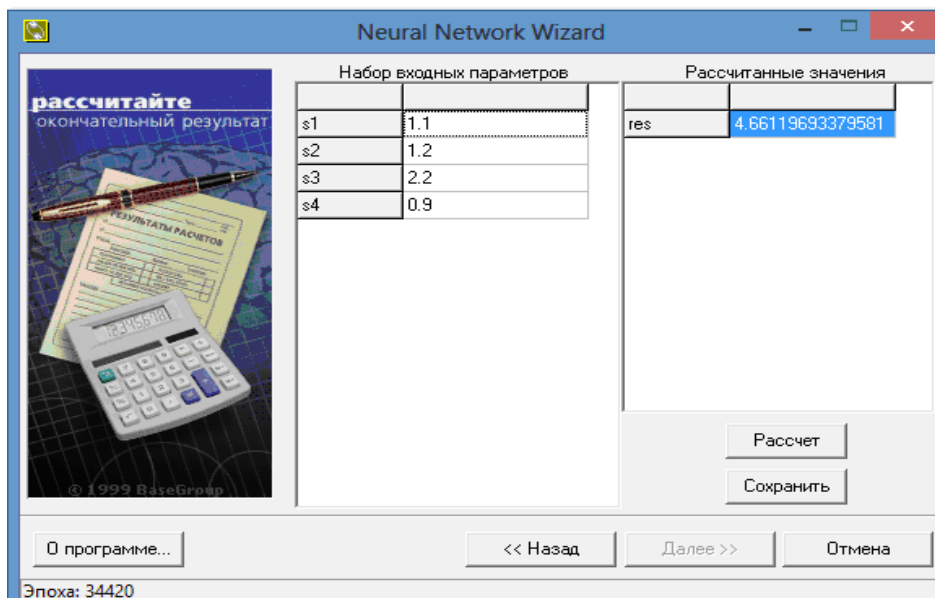 Neural Network Wizard
рассчитайте
окончательный результат
РЕЗУЛЬТАТЫ РАСЧЕТОВ
12345678
© 1999 BaseGroup
Набор входных параметров
s1 1.1
s2 1.2
s3 2.2
s4 0.9
Рассчитанные значения
res 4.66119693379581
Рассчет
Сохранить
О программе...
<< Назад
Далее >>
Отмена
Эпоха: 34420